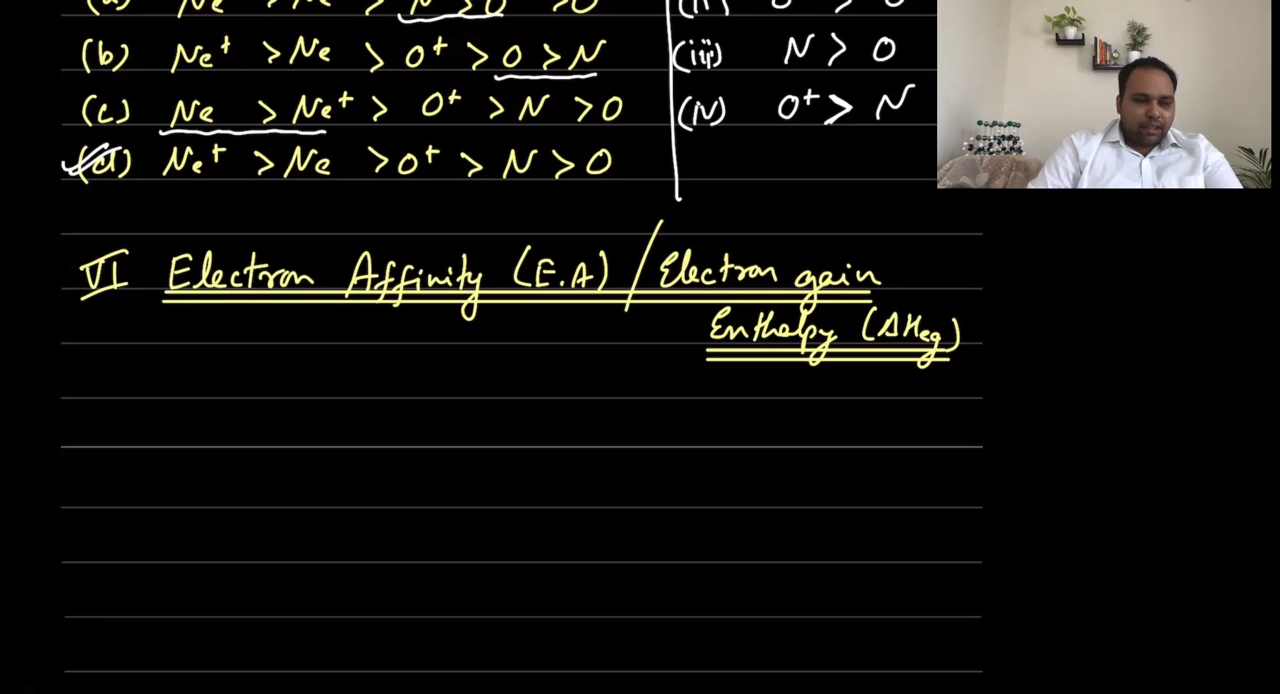 (b) Ne⁺ > Ne > O⁺ > O > N
(c) Ne > Ne⁺ > O⁺ > N > O
(d) Ne⁺ > Ne > O⁺ > N > O
(iii) N > O
(iv) O⁺ > N
VI Electron Affinity (E.A) / Electron gain
Enthalpy (ΔHeg)